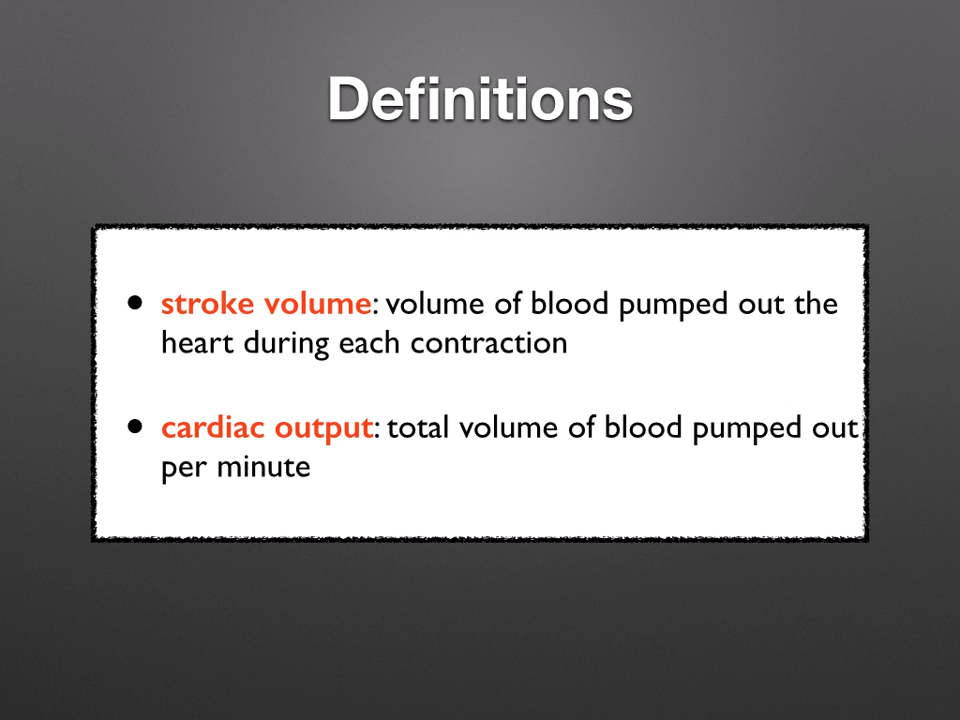 Definitions
• stroke volume: volume of blood pumped out the
heart during each contraction
• cardiac output: total volume of blood pumped out
per minute